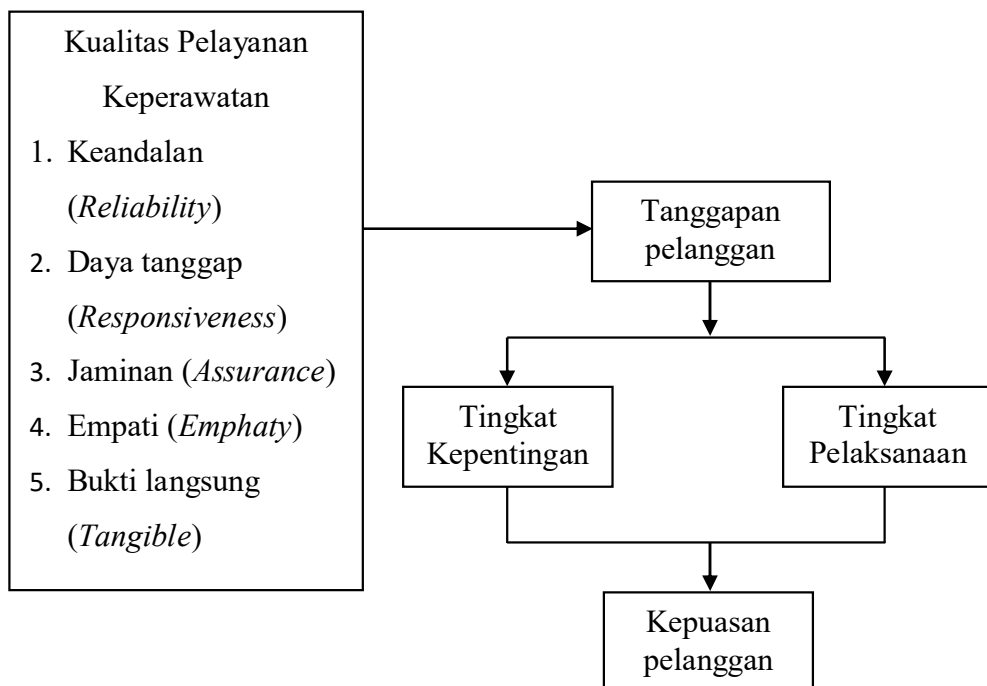 Kualitas Pelayanan
Keperawatan
1. Keandalan
(Reliability)
2. Daya tanggap
(Responsiveness)
3. Jaminan (Assurance)
4. Empati (Emphaty)
5. Bukti langsung
(Tangible)
Tanggapan
pelanggan
Tingkat
Kepentingan
Tingkat
Pelaksanaan
Kepuasan
pelanggan